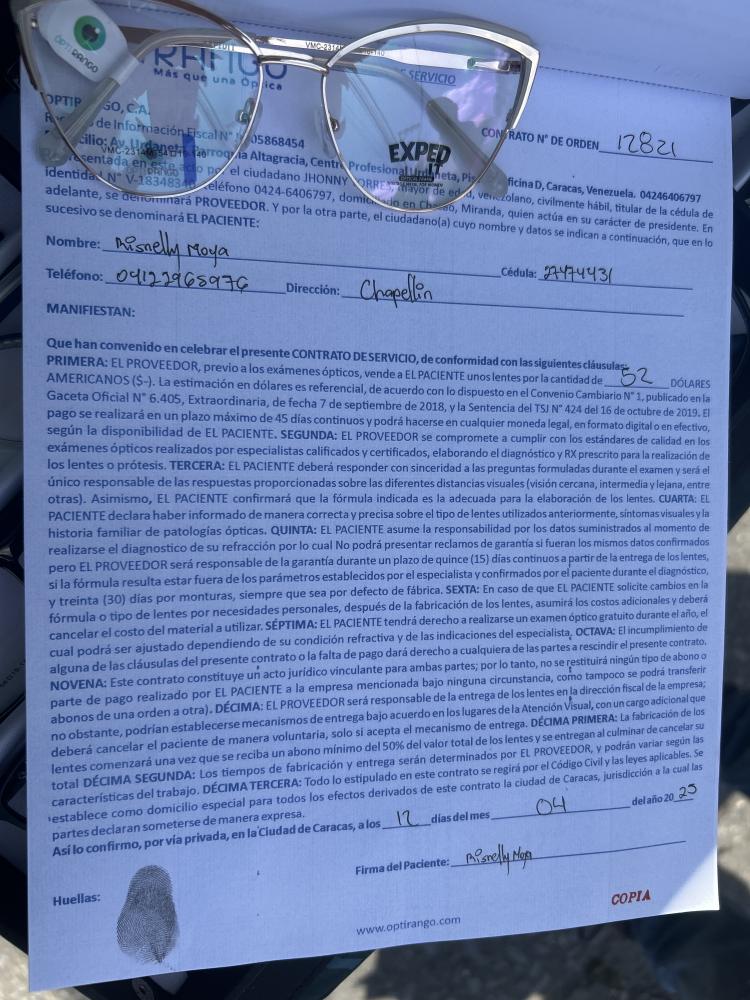 OPTIRANGO
VMC-2314
RANGO
Más que una Óptica
DE SERVICIO
OPTIRANGO, C.A.
de Información Fiscal N° 05868454
CONTRATO N° DE ORDEN 12821
EXPEDIT
Av. Urdaneta, Parroquia Altagracia, Centro Profesional Urdaneta, Oficina D, Caracas, Venezuela. 04246406797
en este acto por el ciudadano JHONNY mayor de edad, venezolano, civilmente hábil, titular de la cédula de
identidad N° V-18348340 teléfono 0424-6406797, en Chacao, Miranda, quien actúa en su carácter de presidente. En
adelante, se denominará PROVEEDOR. Y por la otra parte, el ciudadano(a) cuyo nombre y datos se indican a continuación, que en lo
sucesivo se denominará EL PACIENTE:
Nombre: Risnelly Moya Cédula: 27474431
Teléfono: 04122965976 Dirección: Chapellin
MANIFIESTAN:
Que han convenido en celebrar el presente CONTRATO DE SERVICIO, de conformidad con las siguientes cláusulas:
PRIMERA: EL PROVEEDOR, previo a los exámenes ópticos, vende a EL PACIENTE unos lentes por la cantidad de 52 DÓLARES
AMERICANOS ($-). La estimación en dólares es referencial, de acuerdo con lo dispuesto en el Convenio Cambiario N° 1, publicado en la
Gaceta Oficial N° 6.405, Extraordinaria, de fecha 7 de septiembre de 2018, y la Sentencia del TSJ N° 424 del 16 de octubre de 2019. El
pago se realizará en un plazo máximo de 45 días continuos y podrá hacerse en cualquier moneda legal, en formato digital o en efectivo,
según la disponibilidad de EL PACIENTE. SEGUNDA: EL PROVEEDOR se compromete a cumplir con los estándares de calidad en los
exámenes ópticos realizados por especialistas calificados y certificados, elaborando el diagnóstico y RX prescrito para la realización de
los lentes o prótesis. TERCERA: EL PACIENTE deberá responder con sinceridad a las preguntas formuladas durante el examen y será el
único responsable de las respuestas proporcionadas sobre las diferentes distancias visuales (visión cercana, intermedia y lejana, entre
otras). Asimismo, EL PACIENTE confirmará que la fórmula indicada es la adecuada para la elaboración de los lentes. CUARTA: EL
PACIENTE declara haber informado de manera correcta y precisa sobre el tipo de lentes utilizados anteriormente, síntomas visuales y la
historia familiar de patologías ópticas. QUINTA: EL PACIENTE asume la responsabilidad por los datos suministrados al momento de
realizarse el diagnostico de su refracción por lo cual No podrá presentar reclamos de garantía si fueran los mismos datos confirmados
pero EL PROVEEDOR será responsable de la garantía durante un plazo de quince (15) días continuos a partir de la entrega de los lentes,
si la fórmula resulta estar fuera de los parámetros establecidos por el especialista y confirmados por el paciente durante el diagnóstico,
y treinta (30) días por monturas, siempre que sea por defecto de fábrica. SEXTA: En caso de que EL PACIENTE solicite cambios en la
fórmula o tipo de lentes por necesidades personales, después de la fabricación de los lentes, asumirá los costos adicionales y deberá
cancelar el costo del material a utilizar. SÉPTIMA: EL PACIENTE tendrá derecho a realizarse un examen óptico gratuito durante el año, el
cual podrá ser ajustado dependiendo de su condición refractiva y de las indicaciones del especialista. OCTAVA: El incumplimiento de
alguna de las cláusulas del presente contrato o la falta de pago dará derecho a cualquiera de las partes a rescindir el presente contrato.
NOVENA: Este contrato constituye un acto jurídico vinculante para ambas partes; por lo tanto, no se restituirá ningún tipo de abono o
parte de pago realizado por EL PACIENTE a la empresa mencionada bajo ninguna circunstancia, como tampoco se podrá transferir
abonos de una orden a otra). DÉCIMA: EL PROVEEDOR será responsable de la entrega de los lentes en la dirección fiscal de la empresa;
no obstante, podrían establecerse mecanismos de entrega bajo acuerdo en los lugares de la Atención Visual, con un cargo adicional que
deberá cancelar el paciente de manera voluntaria, solo si acepta el mecanismo de entrega. DÉCIMA PRIMERA: La fabricación de los
lentes comenzará una vez que se reciba un abono mínimo del 50% del valor total de los lentes y se entregan al culminar de cancelar su
total DÉCIMA SEGUNDA: Los tiempos de fabricación y entrega serán determinados por EL PROVEEDOR, y podrán variar según las
características del trabajo. DÉCIMA TERCERA: Todo lo estipulado en este contrato se regirá por el Código Civil y las leyes aplicables. Se
establece como domicilio especial para todos los efectos derivados de este contrato la ciudad de Caracas, jurisdicción a la cual las
partes declaran someterse de manera expresa.
Así lo confirmo, por vía privada, en la Ciudad de Caracas, a los 12 días del mes 04 del año 20 25
Firma del Paciente: Risnelly Moya
Huellas:
COPIA
www.optirango.com